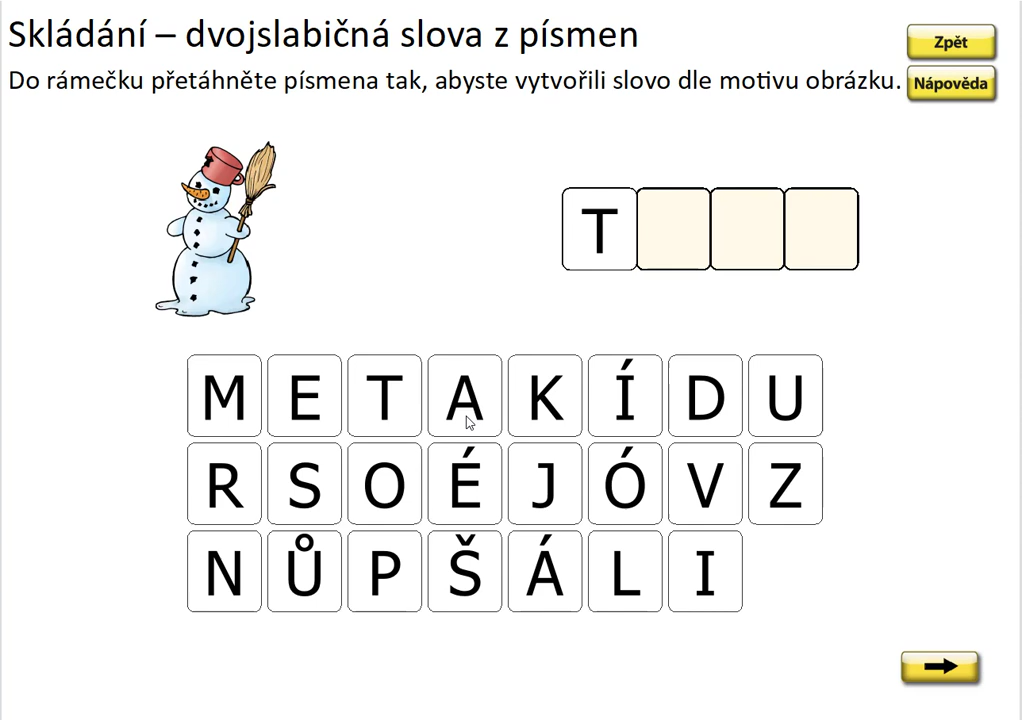 Skládání – dvojslabičná slova z písmen
Zpět
Do rámečku přetáhněte písmena tak, abyste vytvořili slovo dle motivu obrázku.
Nápověda
T
M E T A K Í D U
R S O É J Ó V Z
N Ů P Š Á L I